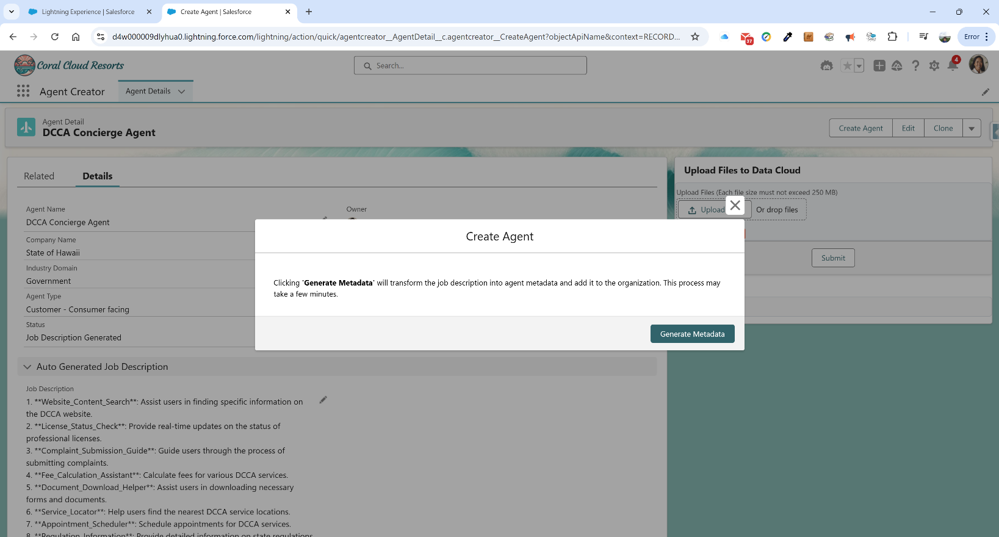 Lightning Experience | Salesforce
Create Agent | Salesforce
d4w000009dlyhua0.lightning.force.com/lightning/action/quick/agentcreator__AgentDetail__c.agentcreator__CreateAgent?objectApiName&context=RECORD...
37
Error
Coral Cloud Resorts
Search...
4
Agent Creator
Agent Details
Agent Detail
DCCA Concierge Agent
Create Agent
Edit
Clone
Related
Details
Agent Name
DCCA Concierge Agent
Owner
Company Name
State of Hawaii
Industry Domain
Government
Agent Type
Customer - Consumer facing
Status
Job Description Generated
Upload Files to Data Cloud
Upload Files (Each file size must not exceed 250 MB)
Upload
Or drop files
Submit
Create Agent
Clicking 'Generate Metadata' will transform the job description into agent metadata and add it to the organization. This process may
take a few minutes.
Generate Metadata
Auto Generated Job Description
Job Description
1. **Website_Content_Search**: Assist users in finding specific information on
the DCCA website.
2. **License_Status_Check**: Provide real-time updates on the status of
professional licenses.
3. **Complaint_Submission_Guide**: Guide users through the process of
submitting complaints.
4. **Fee_Calculation_Assistant**: Calculate fees for various DCCA services.
5. **Document_Download_Helper**: Assist users in downloading necessary
forms and documents.
6. **Service_Locator**: Help users find the nearest DCCA service locations.
7. **Appointment_Scheduler**: Schedule appointments for DCCA services.
8. **Regulation_Information**: Provide detailed information on state regulations